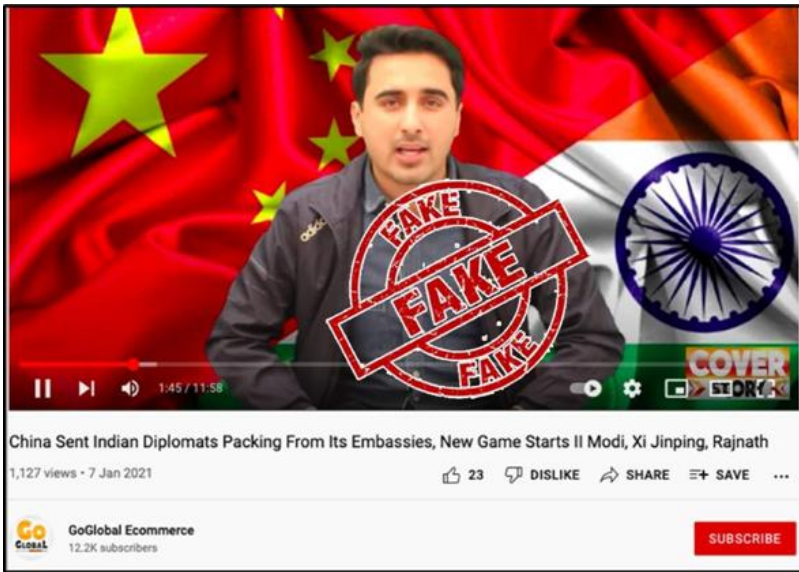 adidas
FAKE
FAKE
FAKE
1:45 / 11:58
COVER
STORY
China Sent Indian Diplomats Packing From Its Embassies, New Game Starts II Modi, Xi Jinping, Rajnath
1,127 views • 7 Jan 2021
23 DISLIKE SHARE SAVE ...
GO GLOBAL
GoGlobal Ecommerce
12.2K subscribers
SUBSCRIBE